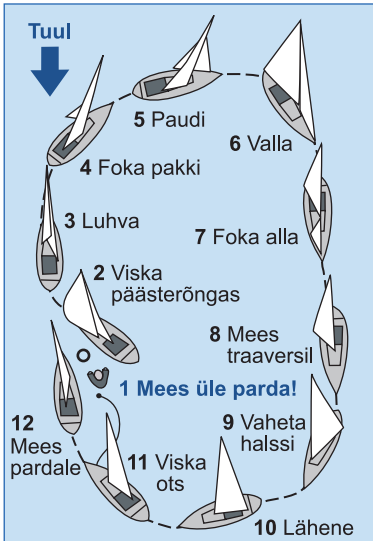 Tuul
5 Paudi
6 Valla
4 Foka pakki
3 Luhva
7 Foka alla
2 Viska
päästerõngas
8 Mees
traaversil
1 Mees üle parda!
9 Vaheta
halssi
12
Mees
pardale
11 Viska
ots
10 Lähene